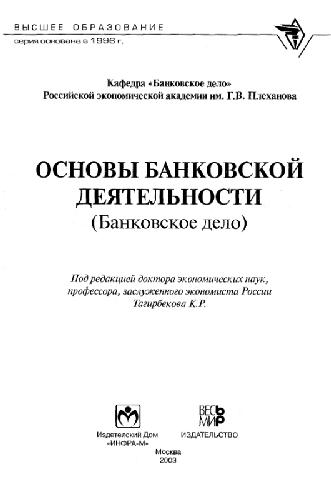 ВЫСШЕЕ ОБРАЗОВАНИЕ
серия основана в 1996 г.
Кафедра «Банковское дело»
Российской экономической академии им. Г.В. Плеханова
ОСНОВЫ БАНКОВСКОЙ
ДЕЯТЕЛЬНОСТИ
(Банковское дело)
Под редакцией доктора экономических наук,
профессора, заслуженного экономиста России
Тагирбекова К.Р.
Издательский Дом
«ИНФРА-М»
ВЕСЬ
МИР
ИЗДАТЕЛЬСТВО
Москва
2003